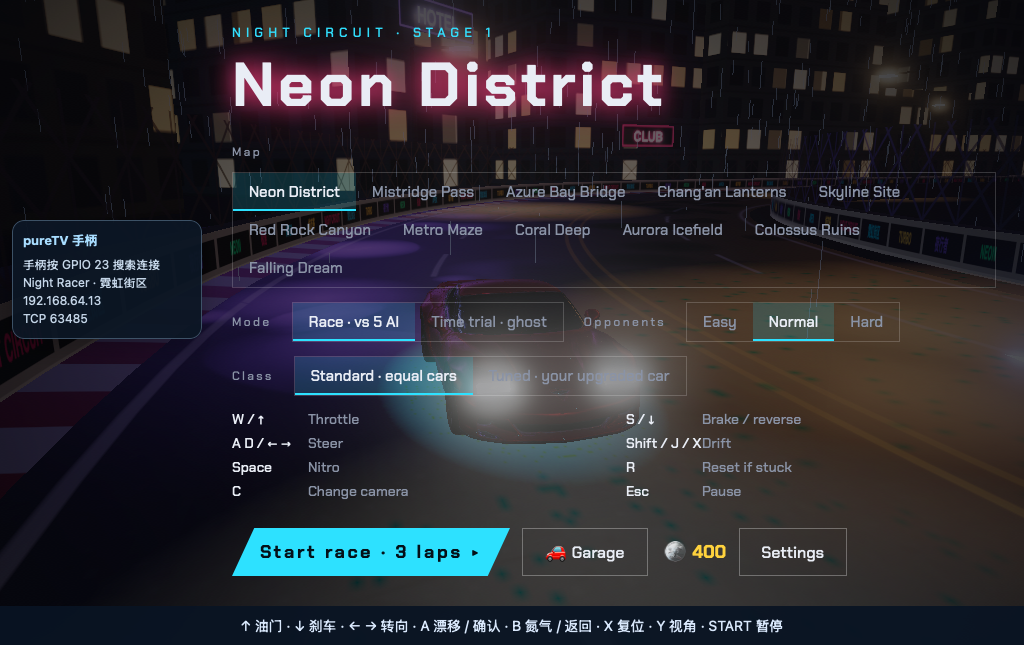 HOTEL
NIGHT CIRCUIT · STAGE 1
Neon District
CLUB
Map
Neon District Mistridge Pass Azure Bay Bridge Chang'an Lanterns Skyline Site
Red Rock Canyon Metro Maze Coral Deep Aurora Icefield Colossus Ruins
Falling Dream
pureTV 手柄
手柄按 GPIO 23 搜索连接
Night Racer · 霓虹街区
192.168.64.13
TCP 63485
Mode Race · vs 5 AI Time trial · ghost Opponents Easy Normal Hard
Class Standard · equal cars Tuned · your upgraded car
W / ↑ Throttle S / ↓ Brake / reverse
A D / ← → Steer Shift / J / X Drift
Space Nitro R Reset if stuck
C Change camera Esc Pause
Start race · 3 laps ▸ Garage 400 Settings
↑ 油门 · ↓ 刹车 · ← → 转向 · A 漂移 / 确认 · B 氮气 / 返回 · X 复位 · Y 视角 · START 暂停